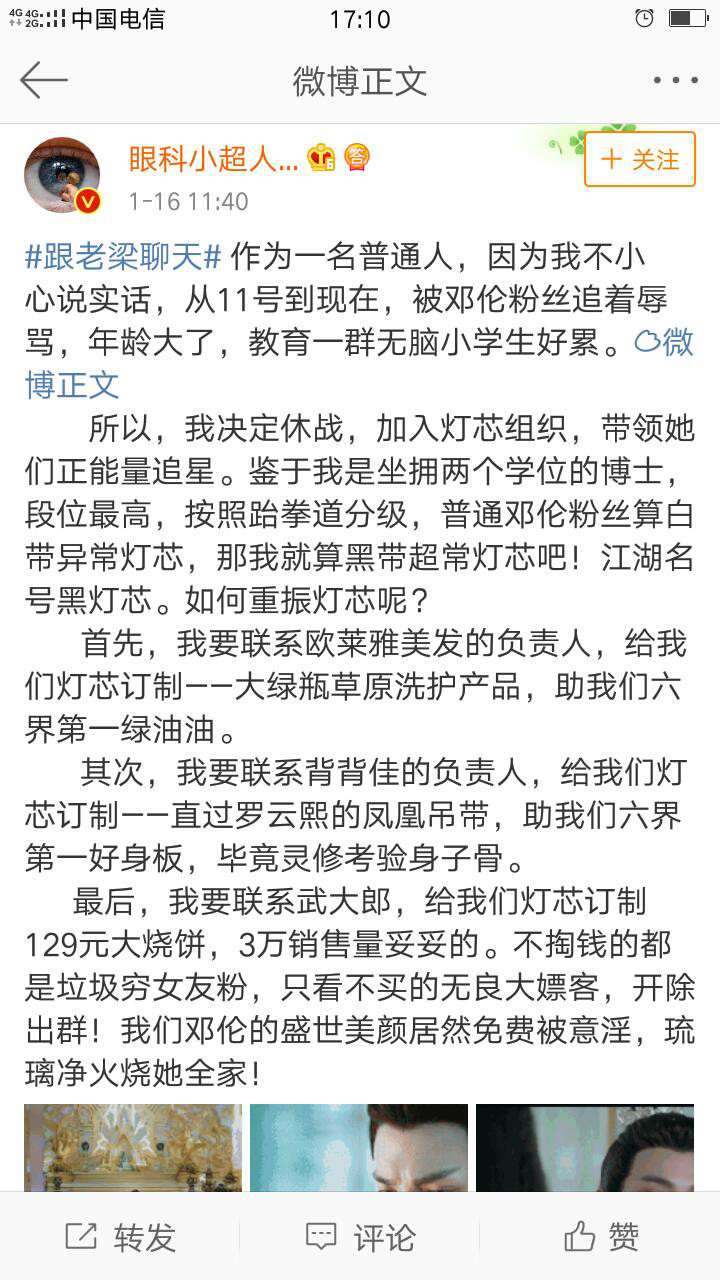 4G 4G 2G 中国电信 17:10
微博正文
眼科小超人... 答 + 关注
1-16 11:40
#跟老梁聊天# 作为一名普通人，因为我不小
心说实话，从11号到现在，被邓伦粉丝追着辱
骂，年龄大了，教育一群无脑小学生好累。微
博正文
所以，我决定休战，加入灯芯组织，带领她
们正能量追星。鉴于我是坐拥两个学位的博士，
段位最高，按照跆拳道分级，普通邓伦粉丝算白
带异常灯芯，那我就算黑带超常灯芯吧！江湖名
号黑灯芯。如何重振灯芯呢？
首先，我要联系欧莱雅美发的负责人，给我
们灯芯订制——大绿瓶草原洗护产品，助我们六
界第一绿油油。
其次，我要联系背背佳的负责人，给我们灯
芯订制——直过罗云熙的凤凰吊带，助我们六界
第一好身板，毕竟灵修考验身子骨。
最后，我要联系武大郎，给我们灯芯订制
129元大烧饼，3万销售量妥妥的。不掏钱的都
是垃圾穷女友粉，只看不买的无良大嫖客，开除
出群！我们邓伦的盛世美颜居然免费被意淫，琉
璃净火烧她全家！
转发 评论 赞